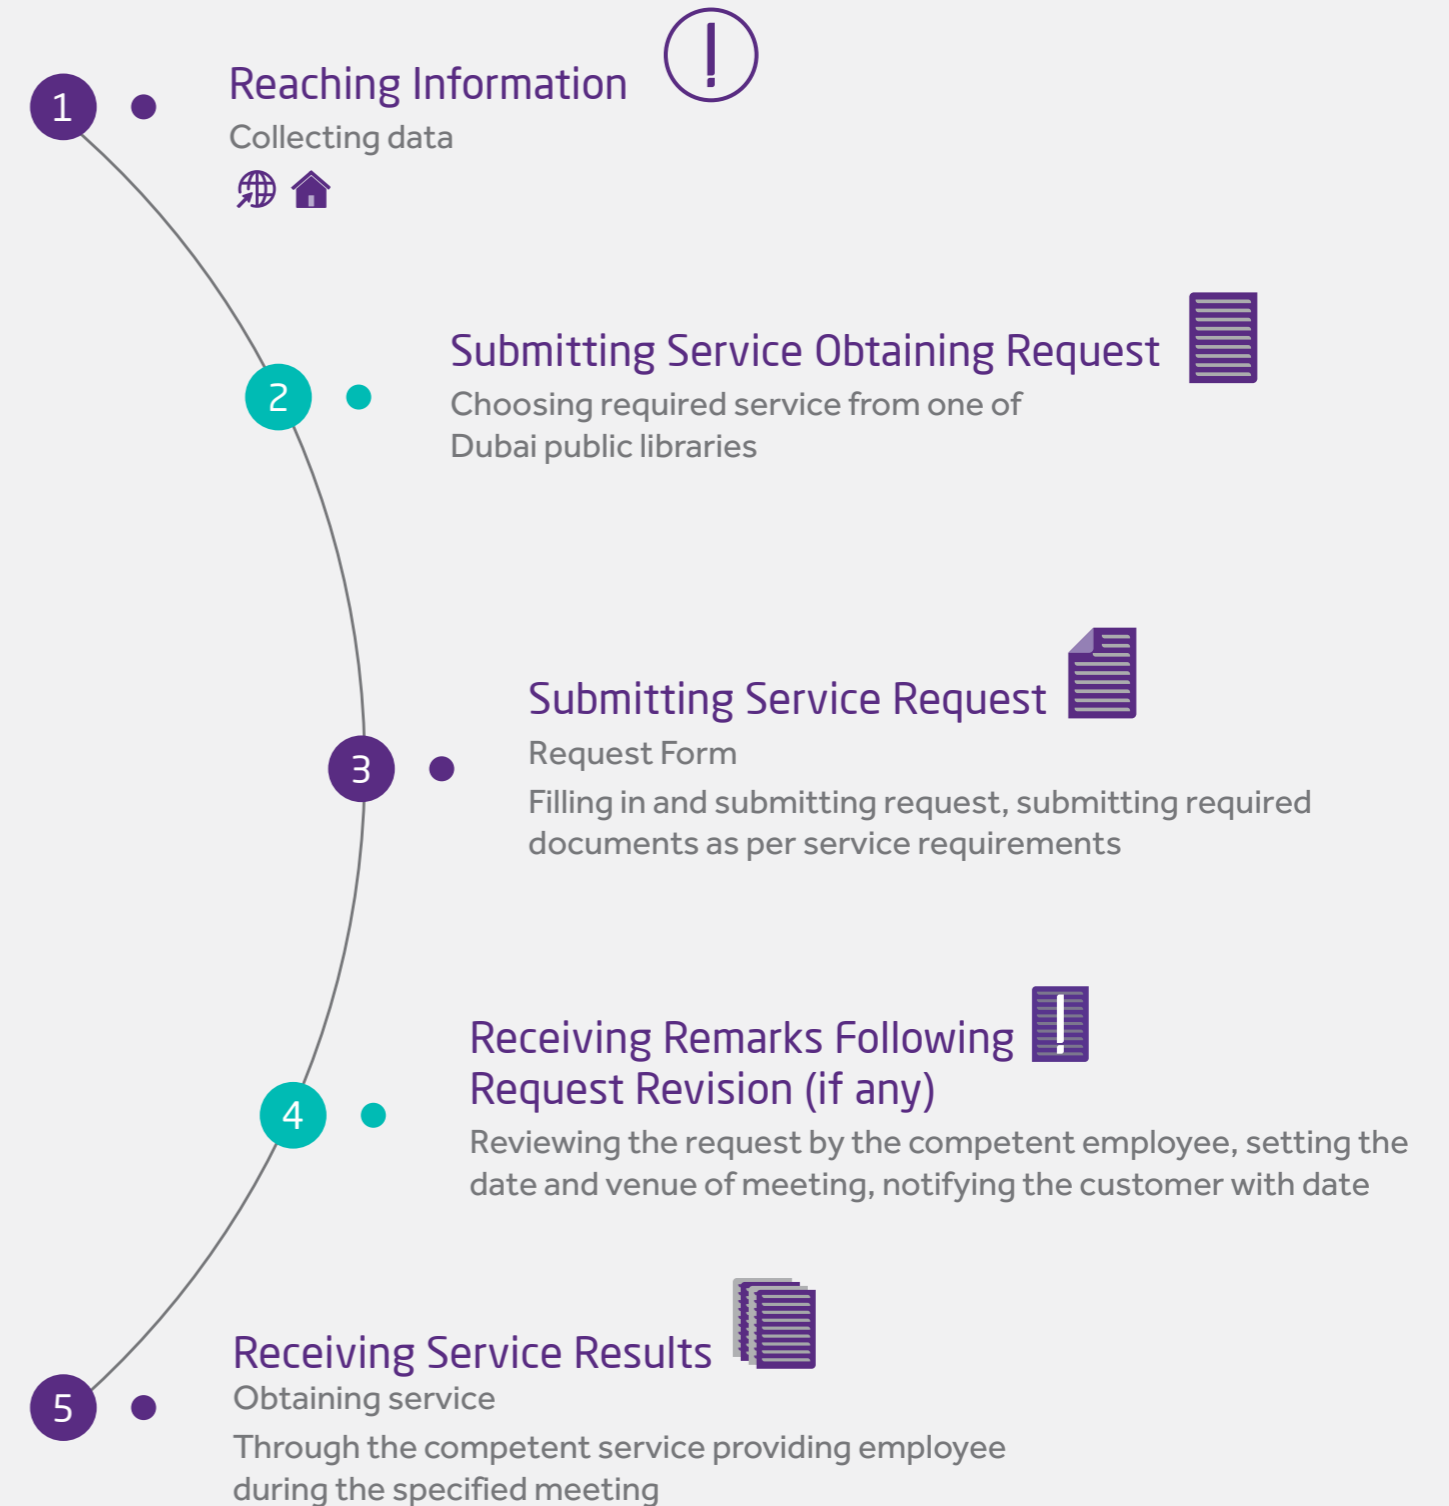 1
Reaching Information
Collecting data
2
Submitting Service Obtaining Request
Choosing required service from one of
Dubai public libraries
3
Submitting Service Request
Request Form
Filling in and submitting request, submitting required
documents as per service requirements
4
Receiving Remarks Following
Request Revision (if any)
Reviewing the request by the competent employee, setting the
date and venue of meeting, notifying the customer with date
5
Receiving Service Results
Obtaining service
Through the competent service providing employee
during the specified meeting